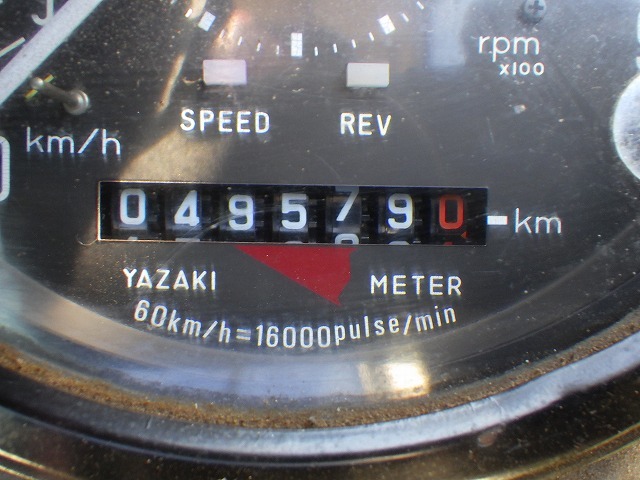 rpm
x100
SPEED REV
km/h
0495790 km
YAZAKI METER
60km/h=16000pulse/min